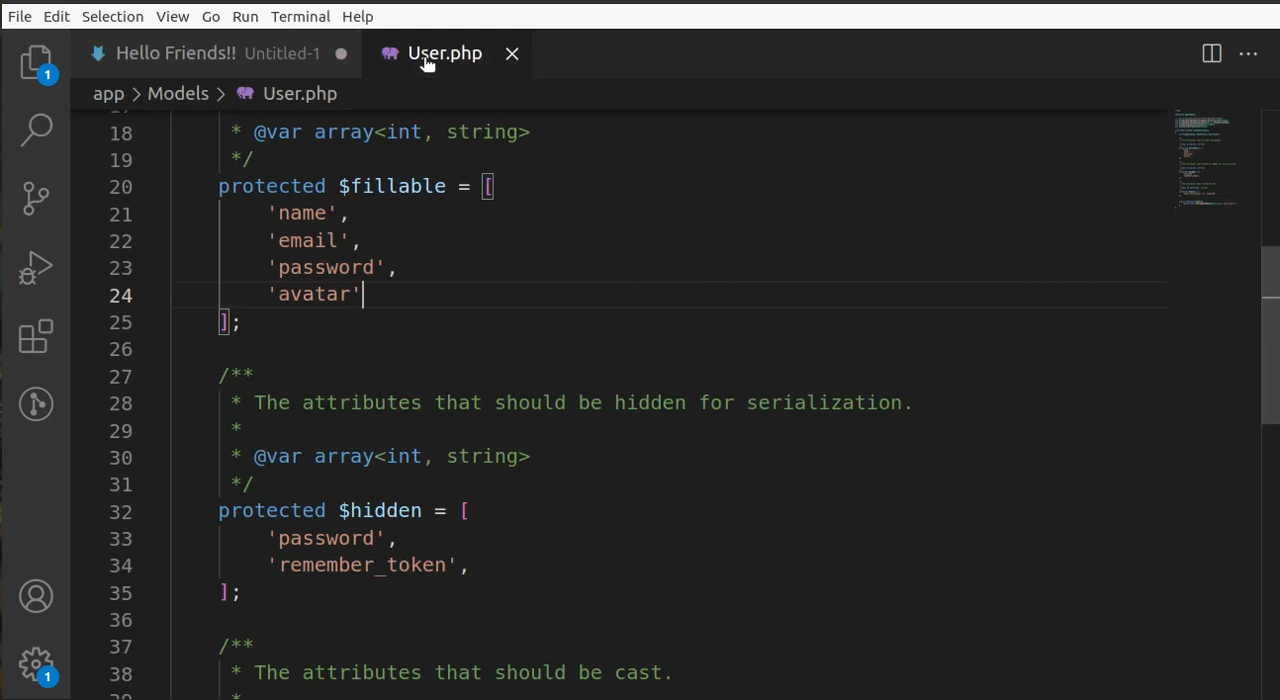 File Edit Selection View Go Run Terminal Help
1
Hello Friends!! Untitled-1 User.php
app > Models > User.php
18 * @var array<int, string>
19 */
20 protected $fillable = [
21 'name',
22 'email',
23 'password',
24 'avatar'
25 ];
26
27 /**
28 * The attributes that should be hidden for serialization.
29 *
30 * @var array<int, string>
31 */
32 protected $hidden = [
33 'password',
34 'remember_token',
35 ];
36
37 /**
38 * The attributes that should be cast.
1